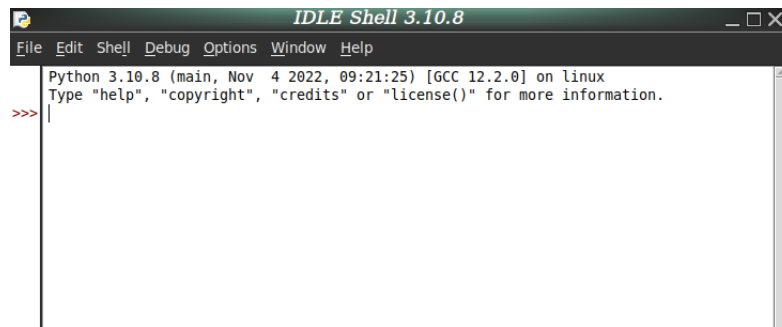 IDLE Shell 3.10.8
File Edit Shell Debug Options Window Help
Python 3.10.8 (main, Nov  4 2022, 09:21:25) [GCC 12.2.0] on linux
Type "help", "copyright", "credits" or "license()" for more information.
>>>